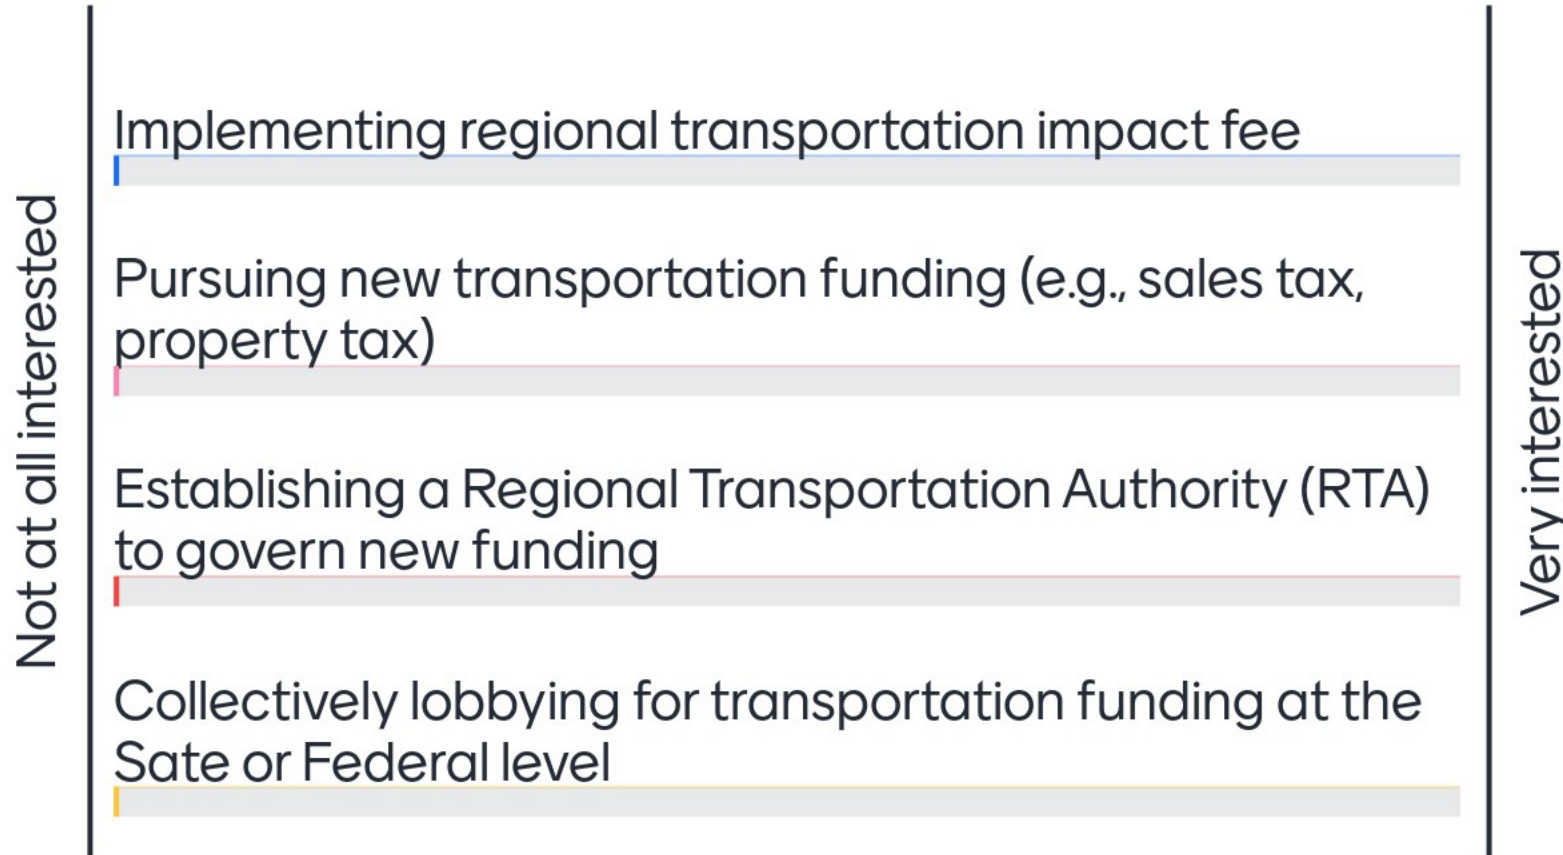 Not at all interested
Implementing regional transportation impact fee
Pursuing new transportation funding (e.g., sales tax,
property tax)
Establishing a Regional Transportation Authority (RTA)
to govern new funding
Collectively lobbying for transportation funding at the
Sate or Federal level
Very interested